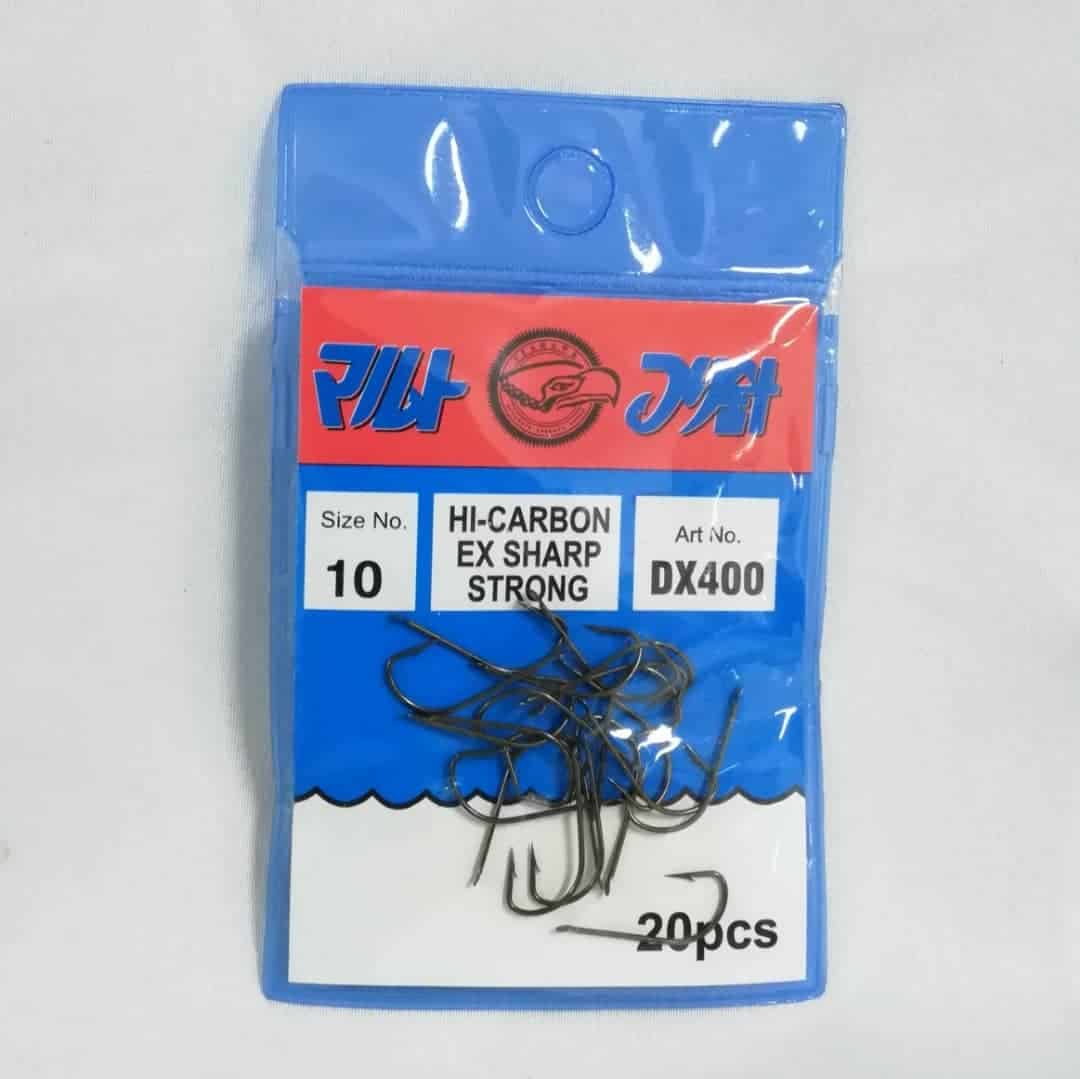 マルト
Size No.
10
HI-CARBON
EX SHARP
STRONG
Art No.
DX400
20pcs